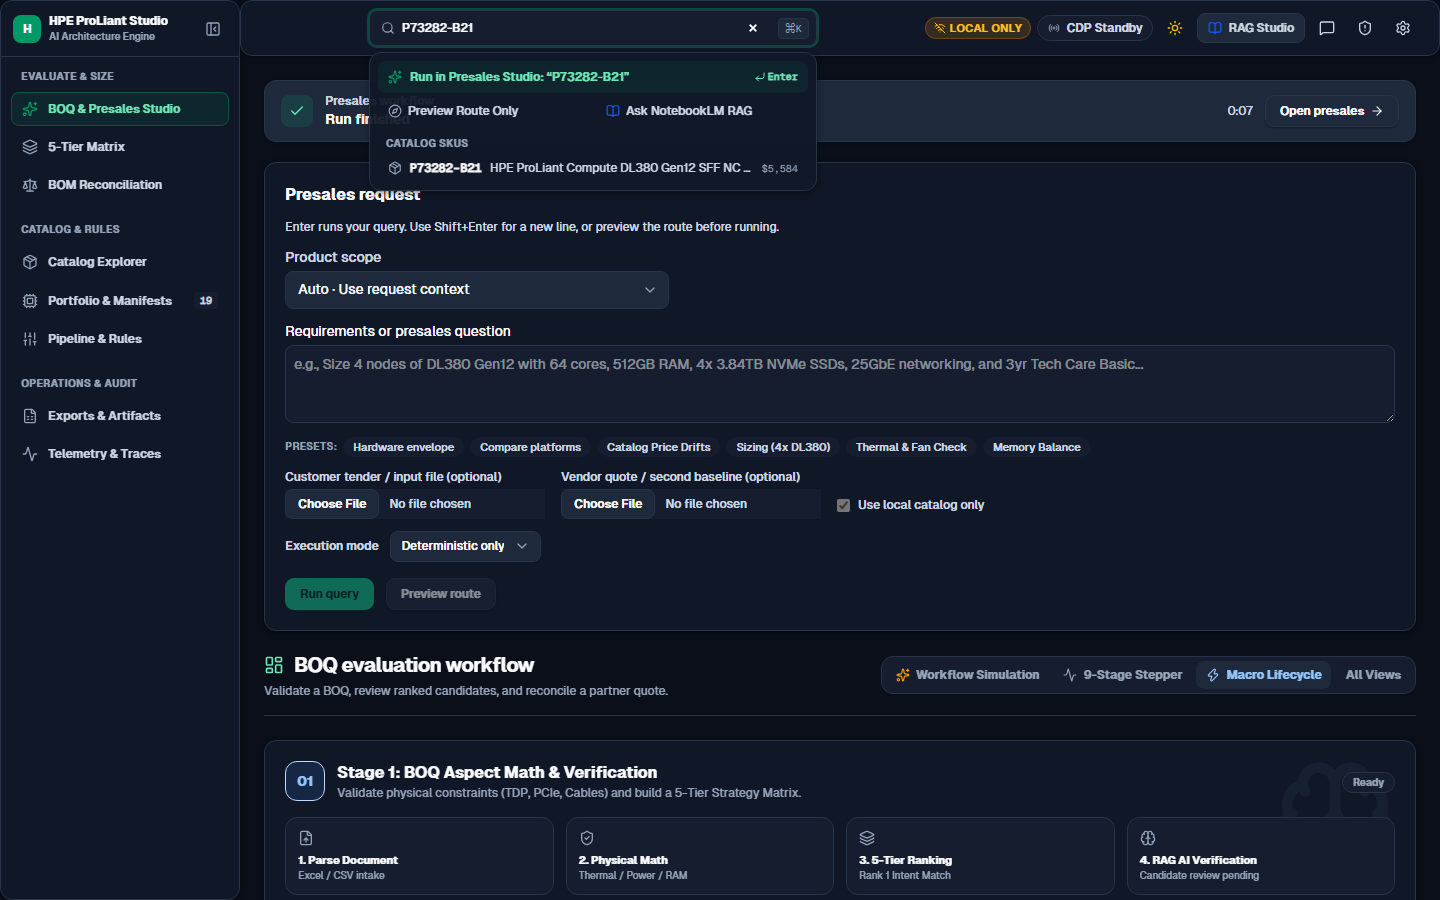 H
HPE ProLiant Studio
AI Architecture Engine
P73282-B21
×
⌘K
LOCAL ONLY
CDP Standby
RAG Studio
EVALUATE & SIZE
BOQ & Presales Studio
5-Tier Matrix
BOM Reconciliation
CATALOG & RULES
Catalog Explorer
Portfolio & Manifests
19
Pipeline & Rules
OPERATIONS & AUDIT
Exports & Artifacts
Telemetry & Traces
Run in Presales Studio: “P73282-B21”
Enter
Preview Route Only
Ask NotebookLM RAG
CATALOG SKUS
P73282-B21 HPE ProLiant Compute DL380 Gen12 SFF NC ... $5,584
Presales workflow
Run finished
0:07
Open presales
Presales request
Enter runs your query. Use Shift+Enter for a new line, or preview the route before running.
Product scope
Auto · Use request context
Requirements or presales question
e.g., Size 4 nodes of DL380 Gen12 with 64 cores, 512GB RAM, 4x 3.84TB NVMe SSDs, 25GbE networking, and 3yr Tech Care Basic...
PRESETS:
Hardware envelope
Compare platforms
Catalog Price Drifts
Sizing (4x DL380)
Thermal & Fan Check
Memory Balance
Customer tender / input file (optional)
Choose File No file chosen
Vendor quote / second baseline (optional)
Choose File No file chosen
Use local catalog only
Execution mode
Deterministic only
Run query
Preview route
BOQ evaluation workflow
Validate a BOQ, review ranked candidates, and reconcile a partner quote.
Workflow Simulation
9-Stage Stepper
Macro Lifecycle
All Views
01
Stage 1: BOQ Aspect Math & Verification
Validate physical constraints (TDP, PCIe, Cables) and build a 5-Tier Strategy Matrix.
Ready
1. Parse Document
Excel / CSV intake
2. Physical Math
Thermal / Power / RAM
3. 5-Tier Ranking
Rank 1 Intent Match
4. RAG AI Verification
Candidate review pending